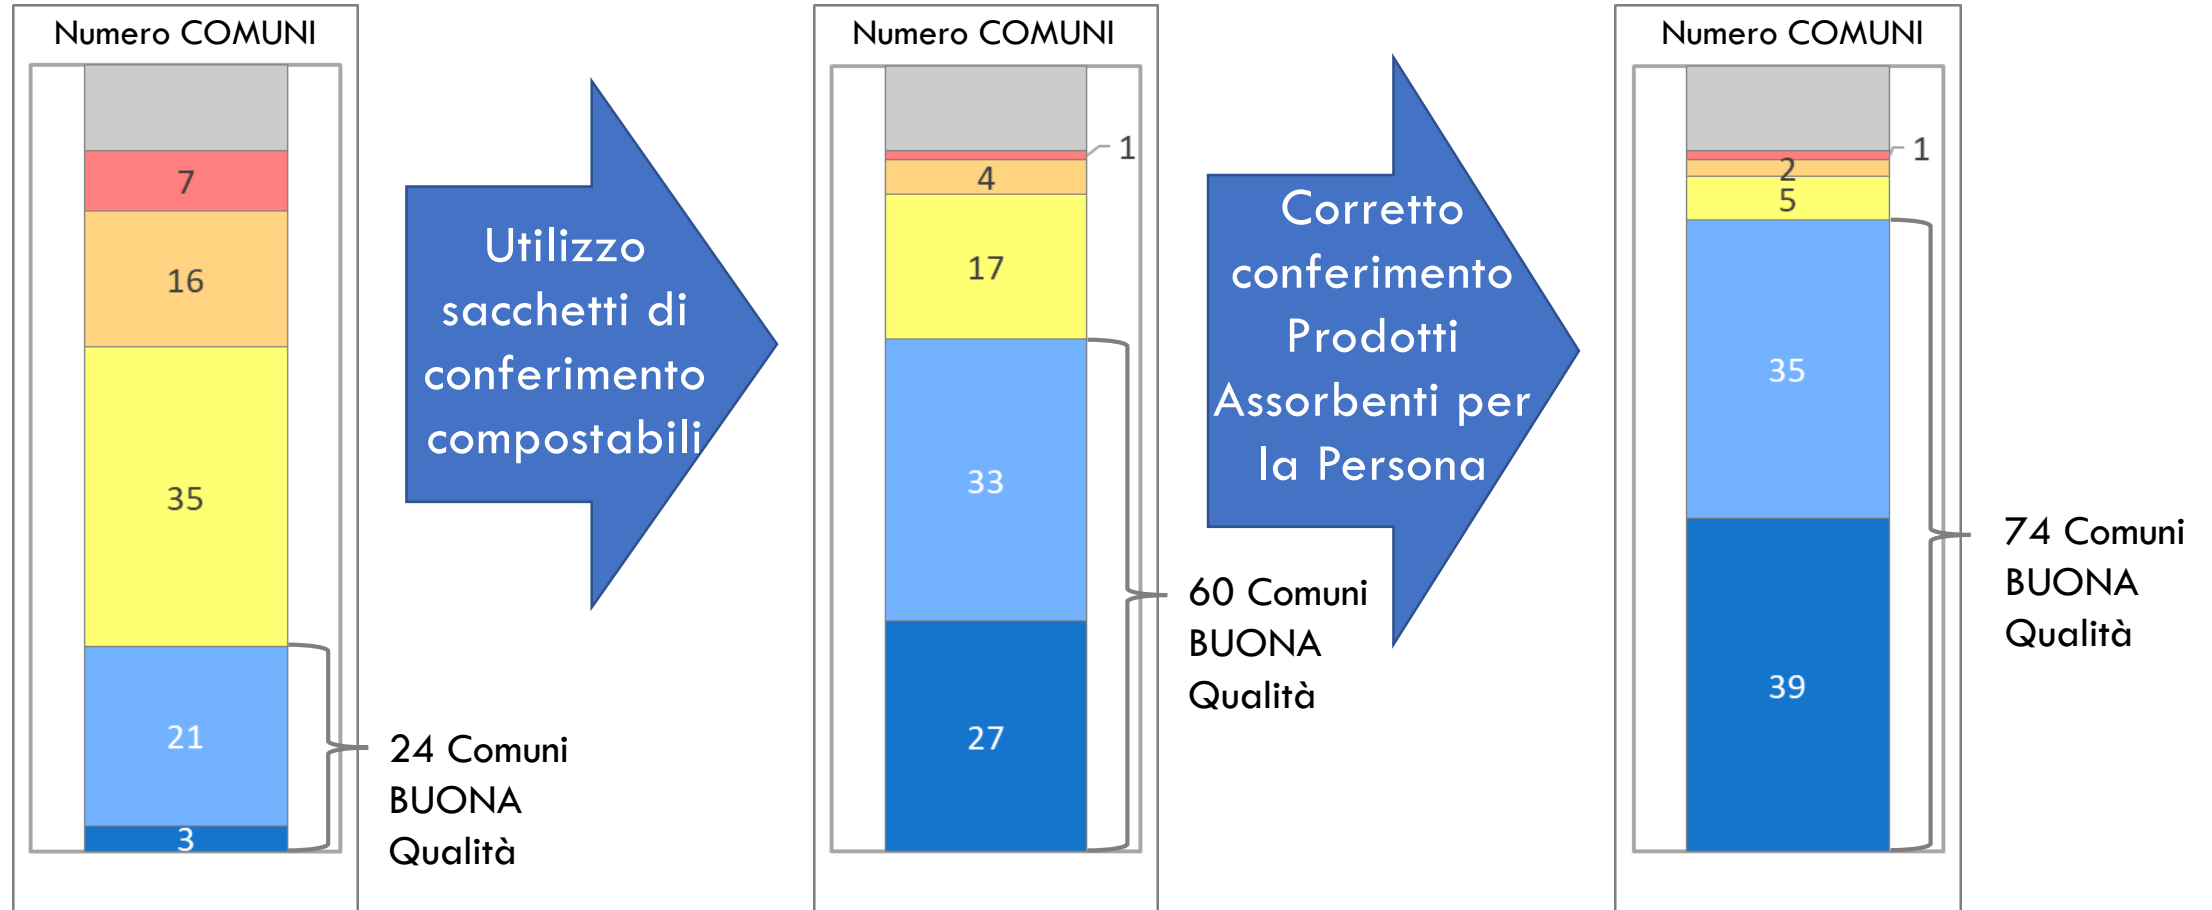 Numero COMUNI
7
16
35
21
3
24 Comuni
BUONA
Qualità
Utilizzo
sacchetti di
conferimento
compostabili
Numero COMUNI
1
4
17
33
27
60 Comuni
BUONA
Qualità
Corretto
conferimento
Prodotti
Assorbenti per
la Persona
Numero COMUNI
1
2
5
35
39
74 Comuni
BUONA
Qualità